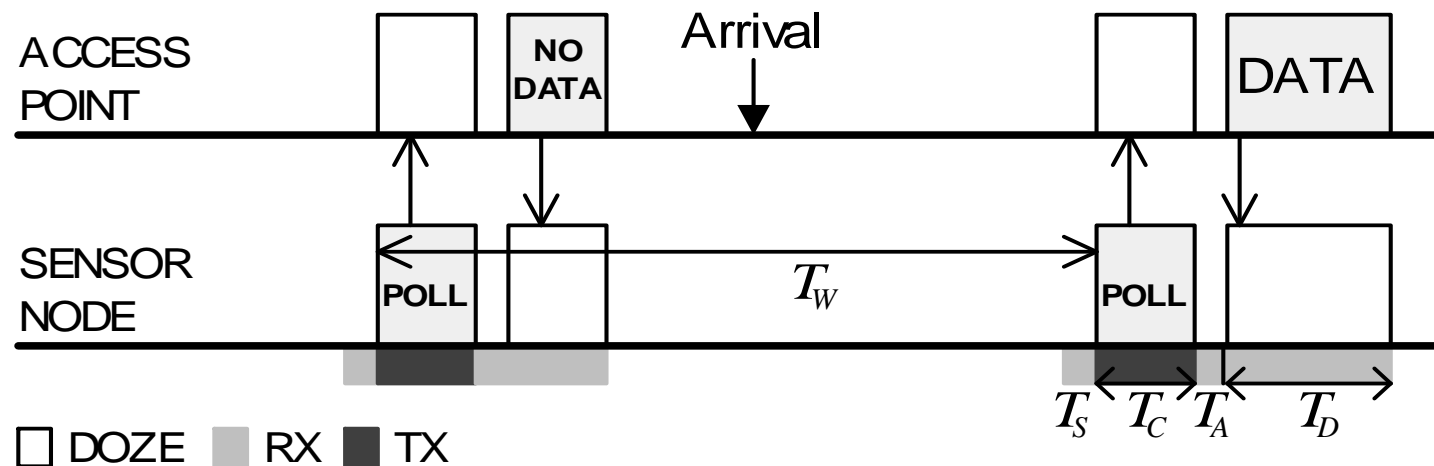 ACCESS
POINT
NO
DATA
Arrival
DATA
SENSOR
NODE
POLL
T_W
POLL
T_S T_C T_A T_D
DOZE RX TX